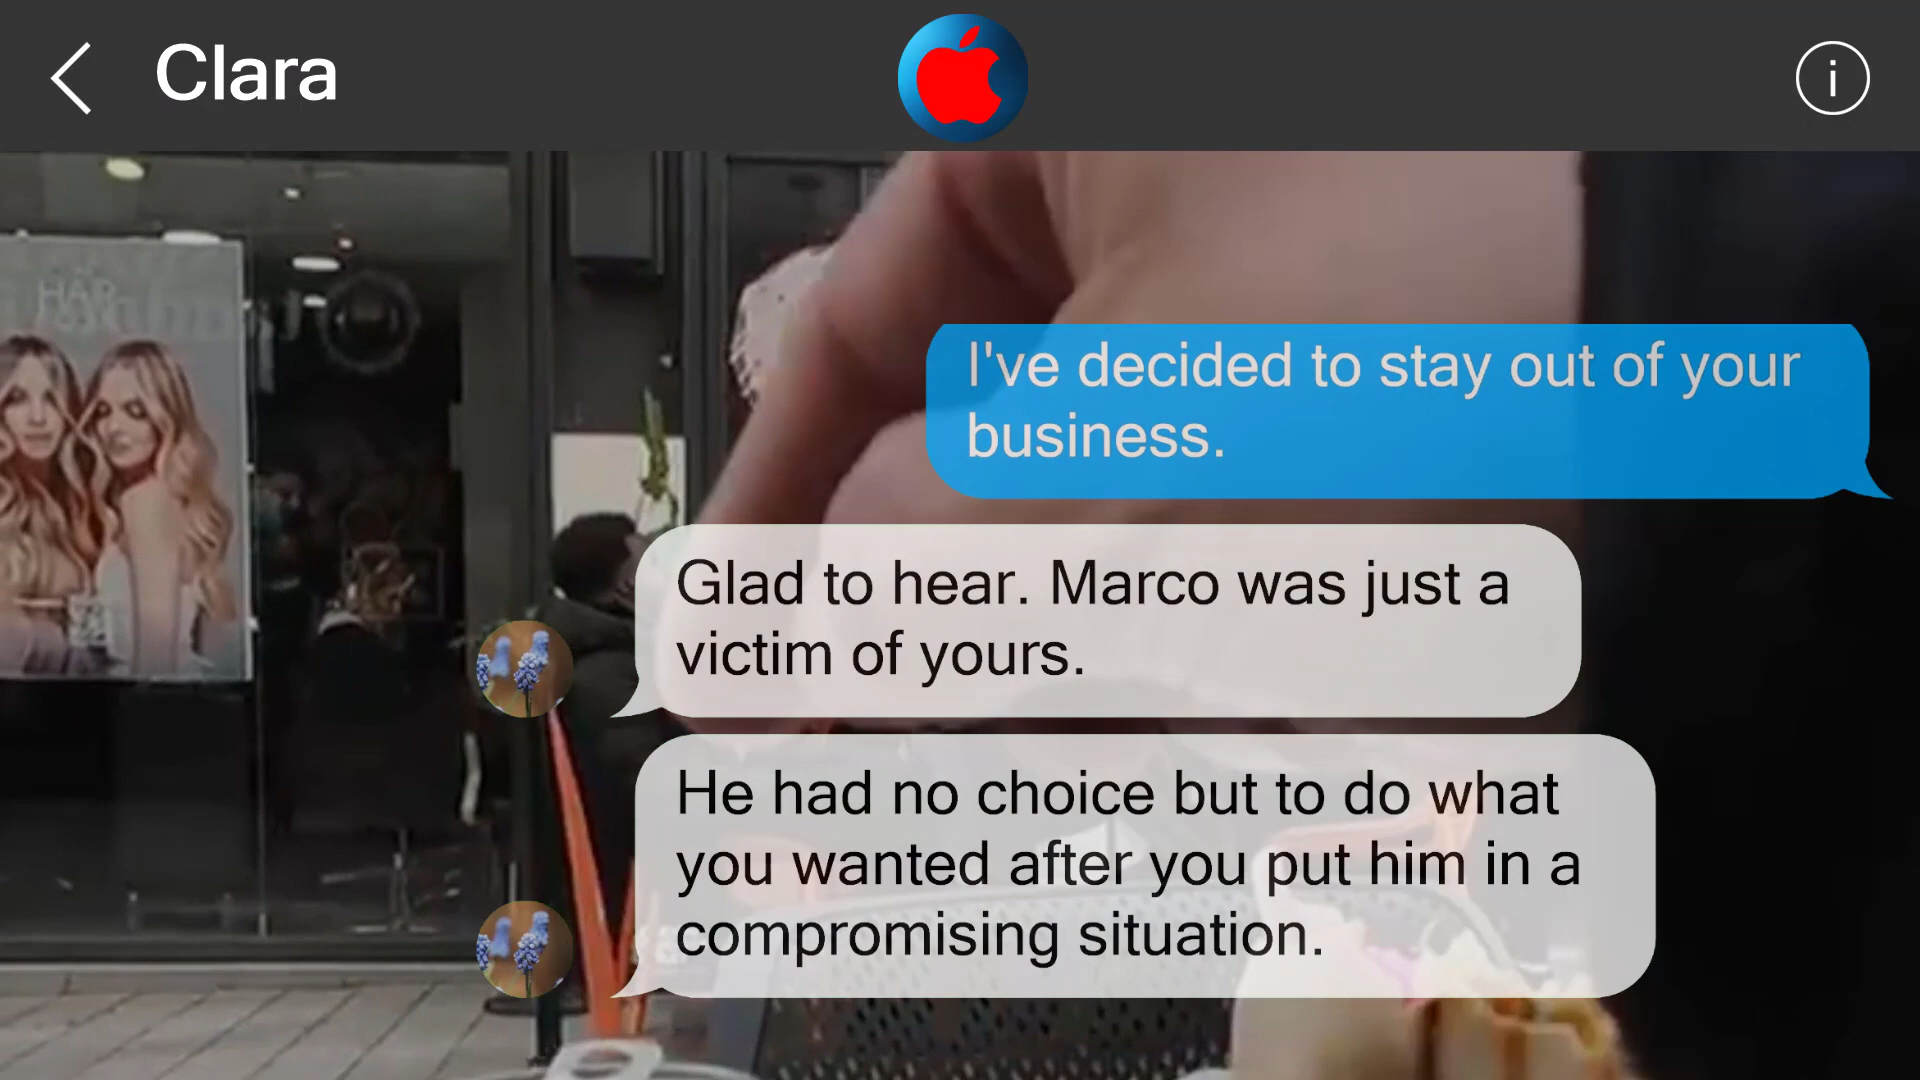 Clara
I've decided to stay out of your
business.
Glad to hear. Marco was just a
victim of yours.
He had no choice but to do what
you wanted after you put him in a
compromising situation.
HAIR